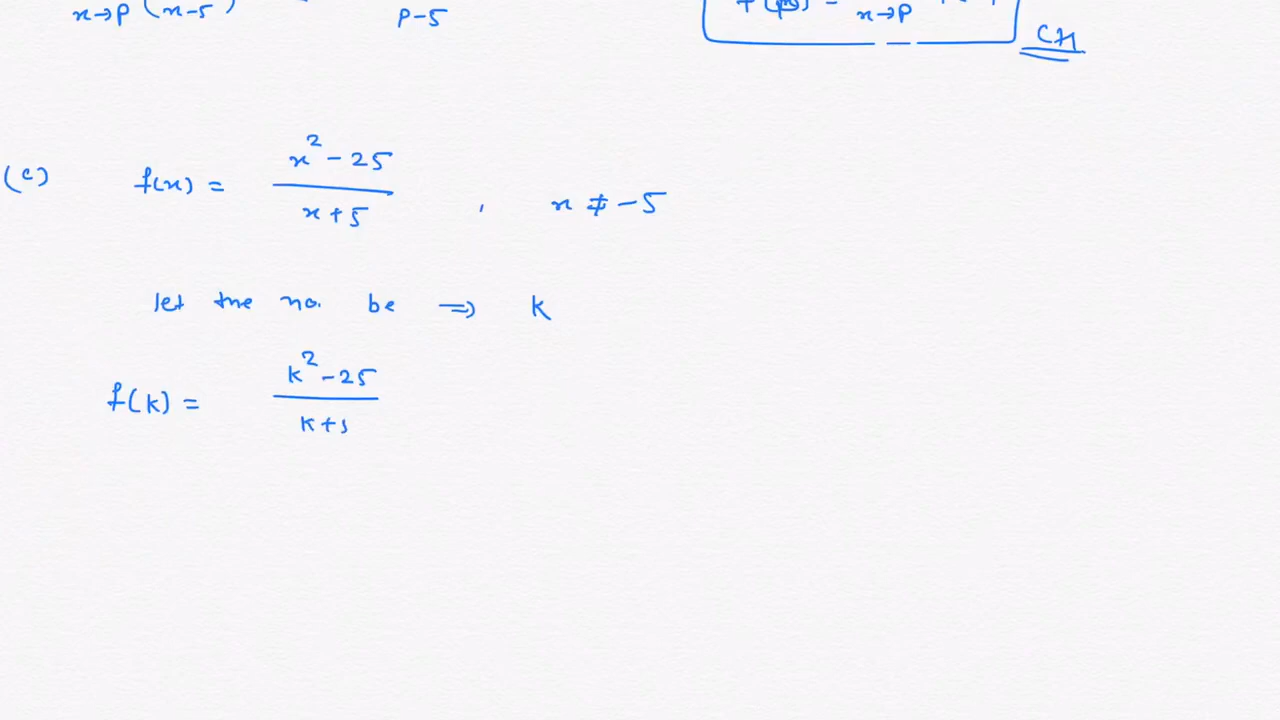 x→p (x-5) p-5
x→p
CH
(c) f(x) = x² - 25 / x + 5 , x ≠ -5
let the no. be ⇒ k
f(k) = k² - 25 / k + 5